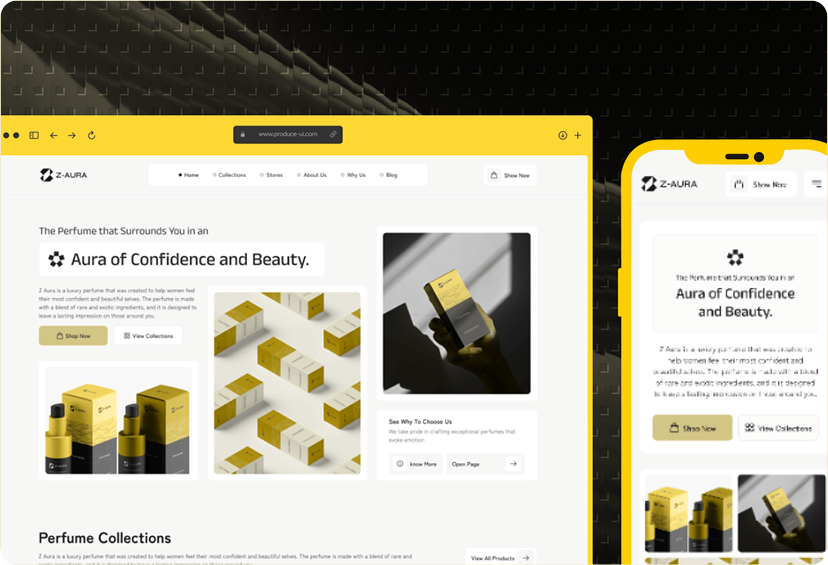 www.produce-ui.com
Z-AURA
Home
Collections
Stores
About Us
Why Us
Blog
Show Now
The Perfume that Surrounds You in an
Aura of Confidence and Beauty.
Z Aura is a luxury perfume that was created to help women feel
their most confident and beautiful selves. The perfume is made
with a blend of rare and exotic ingredients, and it is designed to
leave a lasting impression on those around you.
Shop Now
View Collections
See Why To Choose Us
We take pride in crafting exceptional perfumes that
evoke emotion
know More
Open Page
Perfume Collections
Z Aura is a luxury perfume that was created to help women feel their most confident and beautiful selves. The perfume is made with a blend of rare and
View All Products
Z-AURA
Show Now
The Perfume that Surrounds You in an
Aura of Confidence
and Beauty.
Z Aura is a luxury perfume that was created to
help women feel their most confident and
beautiful selves. The perfume is made with a blend
of rare and exotic ingredients, and it is designed
to leave a lasting impression on those around you.
Shop Now
View Collections